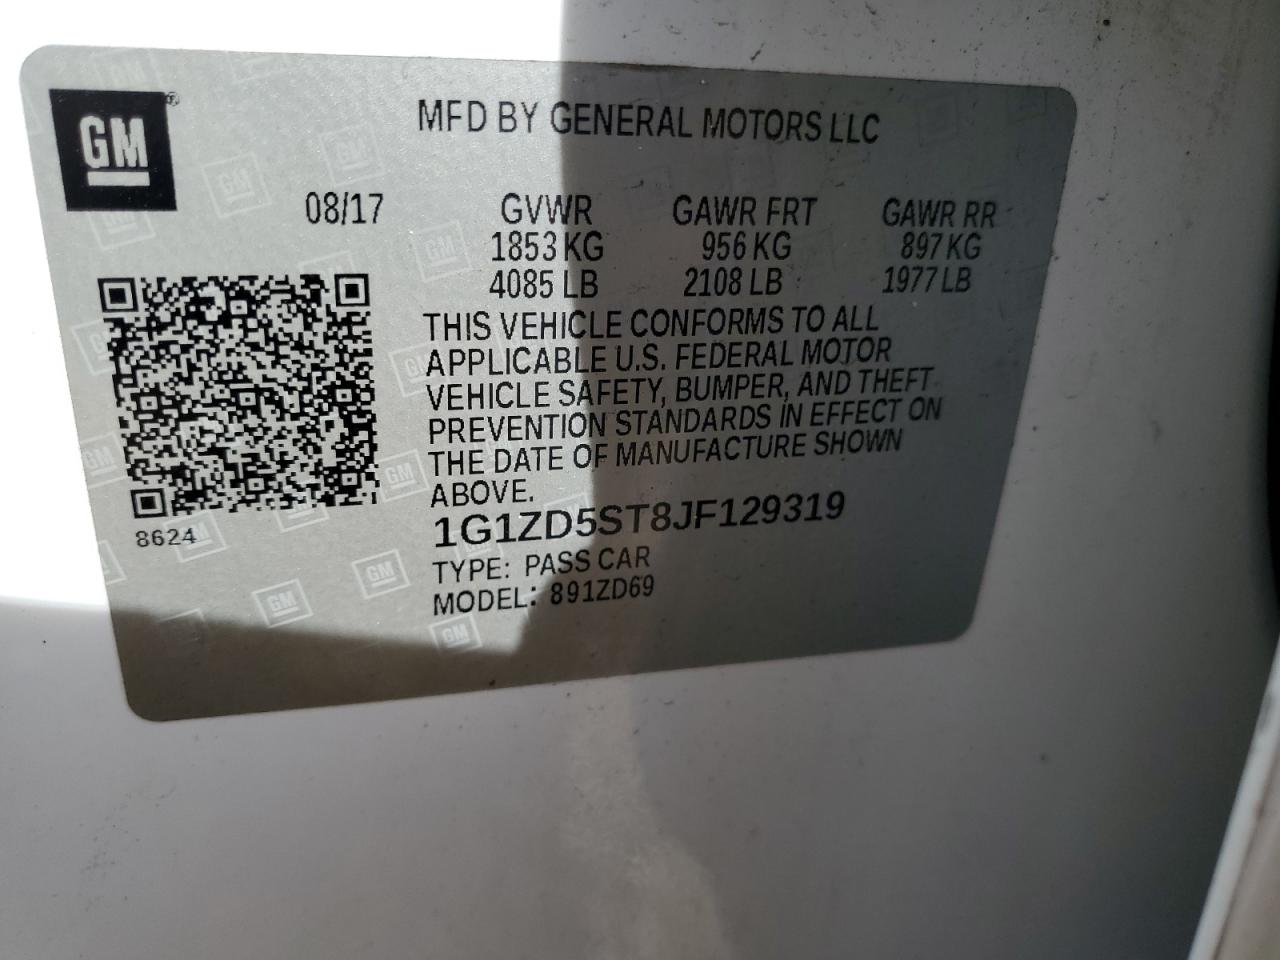 GM®
MFD BY GENERAL MOTORS LLC
08/17 GVWR GAWR FRT GAWR RR
1853 KG 956 KG 897 KG
4085 LB 2108 LB 1977 LB
THIS VEHICLE CONFORMS TO ALL
APPLICABLE U.S. FEDERAL MOTOR
VEHICLE SAFETY, BUMPER, AND THEFT
PREVENTION STANDARDS IN EFFECT ON
THE DATE OF MANUFACTURE SHOWN
ABOVE.
8624
1G1ZD5ST8JF129319
TYPE: PASS CAR
MODEL: 891ZD69